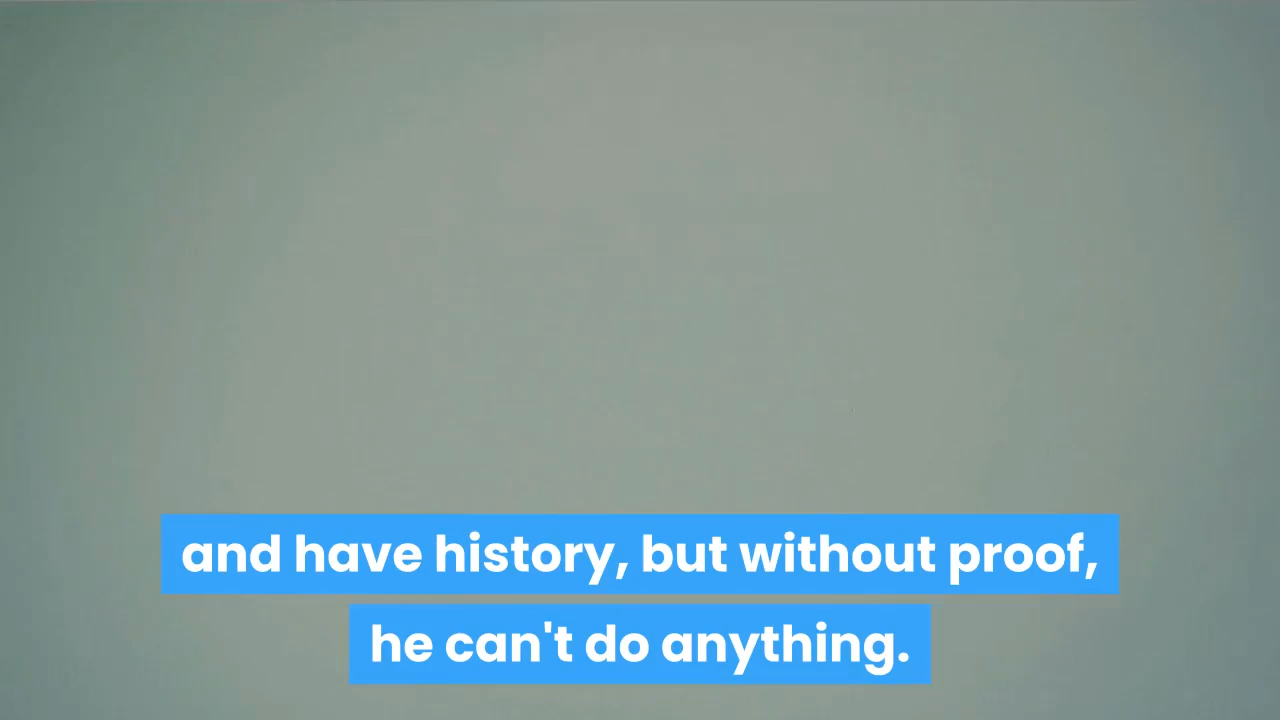 and have history, but without proof,
he can't do anything.